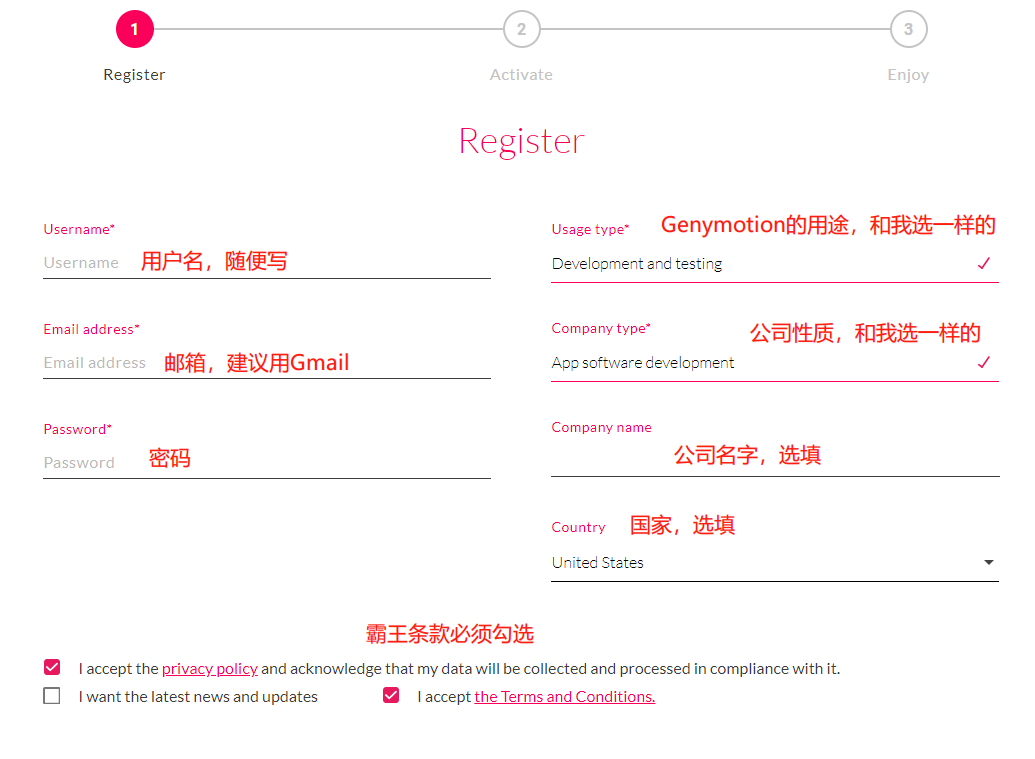 1
2
3
Register
Activate
Enjoy
Register
Username*
Username 用户名，随便写
Email address*
Email address 邮箱，建议用Gmail
Password*
Password 密码
Usage type* Genymotion的用途，和我选一样的
Development and testing
Company type* 公司性质，和我选一样的
App software development
Company name
公司名字，选填
Country 国家，选填
United States
霸王条款必须勾选
I accept the privacy policy and acknowledge that my data will be collected and processed in compliance with it.
I want the latest news and updates
I accept the Terms and Conditions.